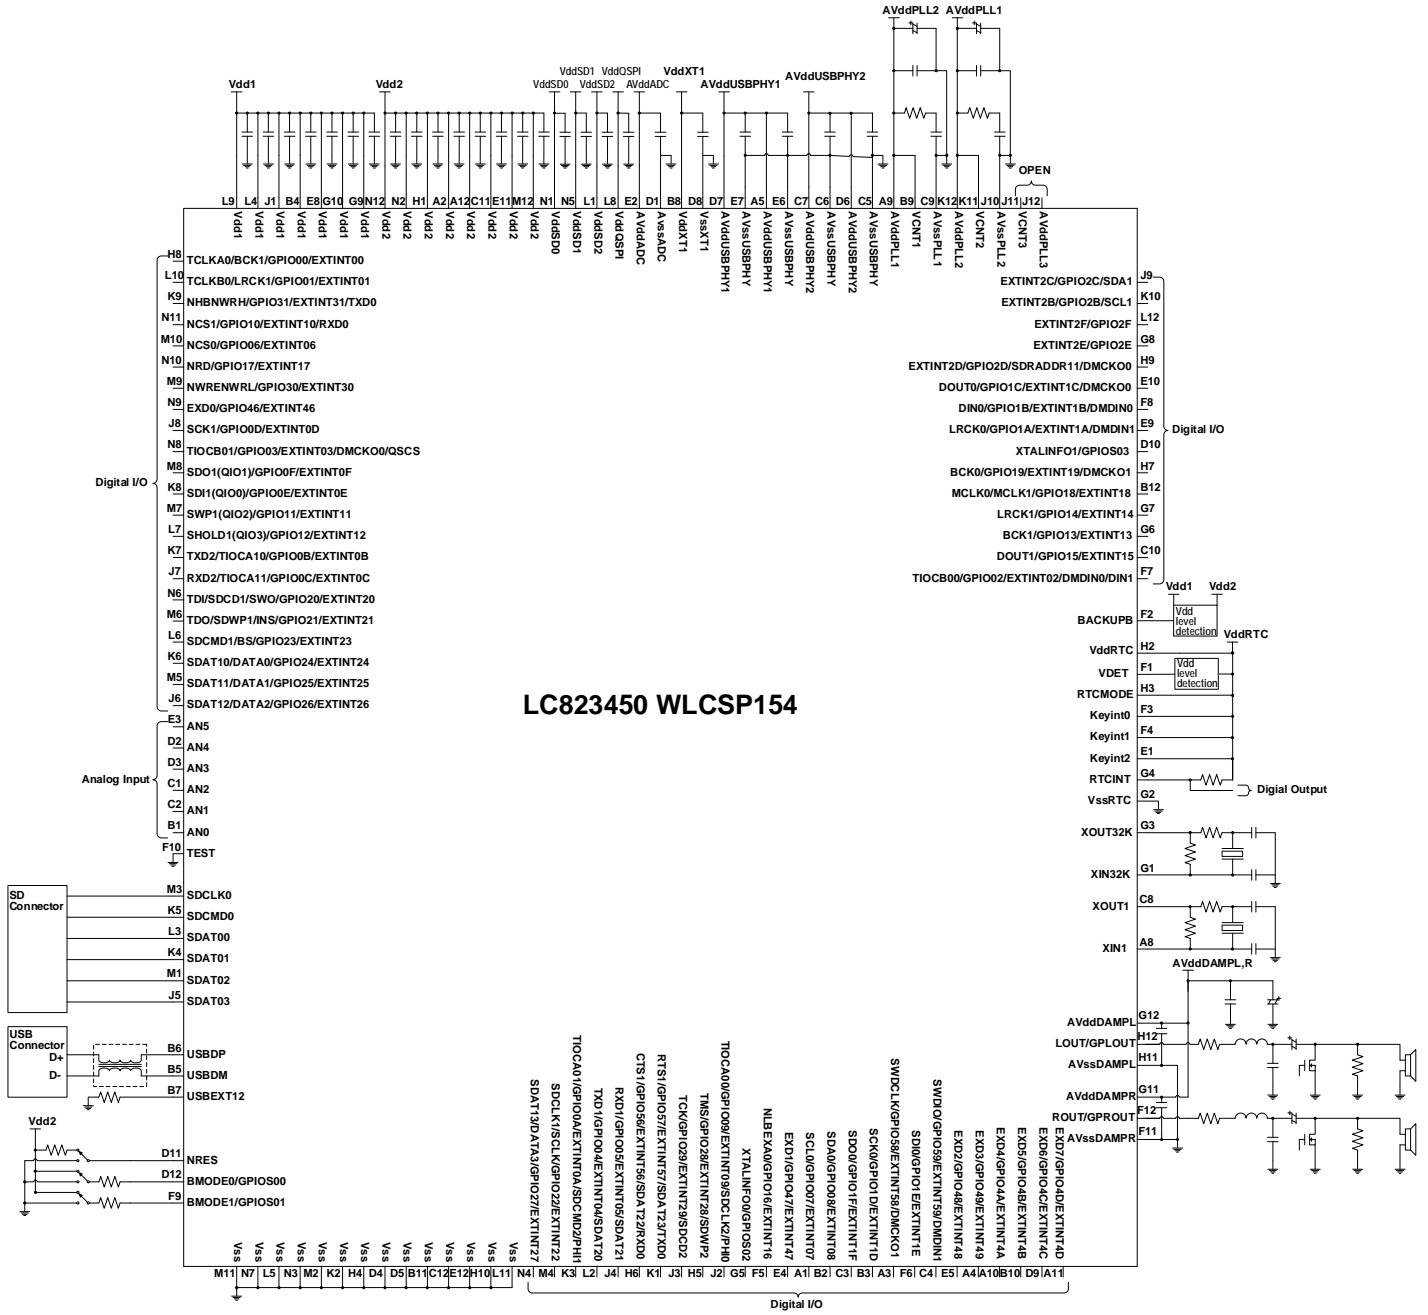 AVddPLL2 AVddPLL1
VddSD1 VddQSPI VddXT1
Vdd1 Vdd2 VddSD0 VddSD2 AVddADC AVddUSBPHY1 AVddUSBPHY2
OPEN
L9 L4 J1 B4 E8 G10 G9 N12 N2 H1 A2 A12 C11 E11 M12 N1 N5 L1 L8 E2 D1 B8 D8 D7 E7 A5 E6 C7 C6 D6 C5 A9 B9 C9 K12 K11 J10 J11 J12
Vdd1 Vdd1 Vdd1 Vdd1 Vdd1 Vdd1 Vdd1 Vdd2 Vdd2 Vdd2 Vdd2 Vdd2 Vdd2 Vdd2 Vdd2 VddSD0 VddSD1 VddSD2 VddQSPI AVddADC AvssADC VddXT1 VssXT1 AVddUSBPHY1 AVssUSBPHY AVddUSBPHY1 AVssUSBPHY AVddUSBPHY2 AVssUSBPHY AVddUSBPHY2 AVssUSBPHY AVddPLL1 VCNT1 AVssPLL1 AVddPLL2 VCNT2 AVssPLL2 VCNT3 AVddPLL3
H8 TCLKA0/BCK1/GPIO00/EXTINT00
L10 TCLKB0/LRCK1/GPIO01/EXTINT01
K9 NHBNWRH/GPIO31/EXTINT31/TXD0
N11 NCS1/GPIO10/EXTINT10/RXD0
M10 NCS0/GPIO06/EXTINT06
N10 NRD/GPIO17/EXTINT17
M9 NWRENWRL/GPIO30/EXTINT30
N9 EXD0/GPIO46/EXTINT46
J8 SCK1/GPIO0D/EXTINT0D
N8 TIOCB01/GPIO03/EXTINT03/DMCKO0/QSCS
M8 SDO1(QIO1)/GPIO0F/EXTINT0F
Digital I/O
K8 SDI1(QIO0)/GPIO0E/EXTINT0E
M7 SWP1(QIO2)/GPIO11/EXTINT11
L7 SHOLD1(QIO3)/GPIO12/EXTINT12
K7 TXD2/TIOCA10/GPIO0B/EXTINT0B
J7 RXD2/TIOCA11/GPIO0C/EXTINT0C
N6 TDI/SDCD1/SWO/GPIO20/EXTINT20
M6 TDO/SDWP1/INS/GPIO21/EXTINT21
L6 SDCMD1/BS/GPIO23/EXTINT23
K6 SDAT10/DATA0/GPIO24/EXTINT24
M5 SDAT11/DATA1/GPIO25/EXTINT25
J6 SDAT12/DATA2/GPIO26/EXTINT26
E3 AN5
D2 AN4
D3 AN3
Analog Input
C1 AN2
C2 AN1
B1 AN0
F10 TEST
SD
Connector
M3 SDCLK0
K5 SDCMD0
L3 SDAT00
K4 SDAT01
M1 SDAT02
J5 SDAT03
USB
Connector
D+ B6 USBDP
D- B5 USBDM
B7 USBEXT12
Vdd2
D11 NRES
D12 BMODE0/GPIOS00
F9 BMODE1/GPIOS01
LC823450 WLCSP154
EXTINT2C/GPIO2C/SDA1 J9
EXTINT2B/GPIO2B/SCL1 K10
EXTINT2F/GPIO2F L12
EXTINT2E/GPIO2E G8
EXTINT2D/GPIO2D/SDRADDR11/DMCKO0 H9
DOUT0/GPIO1C/EXTINT1C/DMCKO0 E10
DIN0/GPIO1B/EXTINT1B/DMDIN0 F8
LRCK0/GPIO1A/EXTINT1A/DMDIN1 E9
Digital I/O
XTALINFO1/GPIOS03 D10
BCK0/GPIO19/EXTINT19/DMCKO1 H7
MCLK0/MCLK1/GPIO18/EXTINT18 B12
LRCK1/GPIO14/EXTINT14 G7
BCK1/GPIO13/EXTINT13 G6
DOUT1/GPIO15/EXTINT15 C10
TIOCB00/GPIO02/EXTINT02/DMDIN0/DIN1 F7
Vdd1 Vdd2
BACKUPB F2
Vdd
level
detection
VddRTC
VddRTC H2
VDET F1
Vdd
level
detection
RTCMODE H3
Keyint0 F3
Keyint1 F4
Keyint2 E1
RTCINT G4
Digial Output
VssRTC G2
XOUT32K G3
XIN32K G1
XOUT1 C8
XIN1 A8
AVddDAMPL,R
AVddDAMPL G12
LOUT/GPLOUT H12
AVssDAMPL H11
AVddDAMPR G11
ROUT/GPROUT F12
AVssDAMPR F11
Vss Vss Vss Vss Vss Vss Vss Vss Vss Vss Vss Vss Vss Vss SDAT13/DATA3/GPIO27/EXTINT27 SDCLK1/SCLK/GPIO22/EXTINT22 TIOCA01/GPIO0A/EXTINT0A/SDCMD2/PHI1 TXD1/GPIO04/EXTINT04/SDAT20 RXD1/GPIO05/EXTINT05/SDAT21 CTS1/GPIO56/EXTINT56/SDAT22/RXD0 RTS1/GPIO57/EXTINT57/SDAT23/TXD0 TCK/GPIO29/EXTINT29/SDCD2 TMS/GPIO28/EXTINT28/SDWP2 TIOCA00/GPIO09/EXTINT09/SDCLK2/PHI0 XTALINFO0/GPIOS02 NLBEXA0/GPIO16/EXTINT16 EXD1/GPIO47/EXTINT47 SCL0/GPIO07/EXTINT07 SDA0/GPIO08/EXTINT08 SDO0/GPIO1F/EXTINT1F SCK0/GPIO1D/EXTINT1D SWDCLK/GPIO58/EXTINT58/DMCKO1 SDI0/GPIO1E/EXTINT1E SWDIO/GPIO59/EXTINT59/DMDIN1 EXD2/GPIO48/EXTINT48 EXD3/GPIO49/EXTINT49 EXD4/GPIO4A/EXTINT4A EXD5/GPIO4B/EXTINT4B EXD6/GPIO4C/EXTINT4C EXD7/GPIO4D/EXTINT4D
M11 N7 L5 N3 M2 K2 H4 D4 D5 B11 C12 E12 H10 L11 N4 M4 K3 L2 J4 H6 K1 J3 H5 J2 G5 F5 E4 A1 B2 C3 B3 A3 F6 C4 E5 A4 A10 B10 D9 A11
Digital I/O